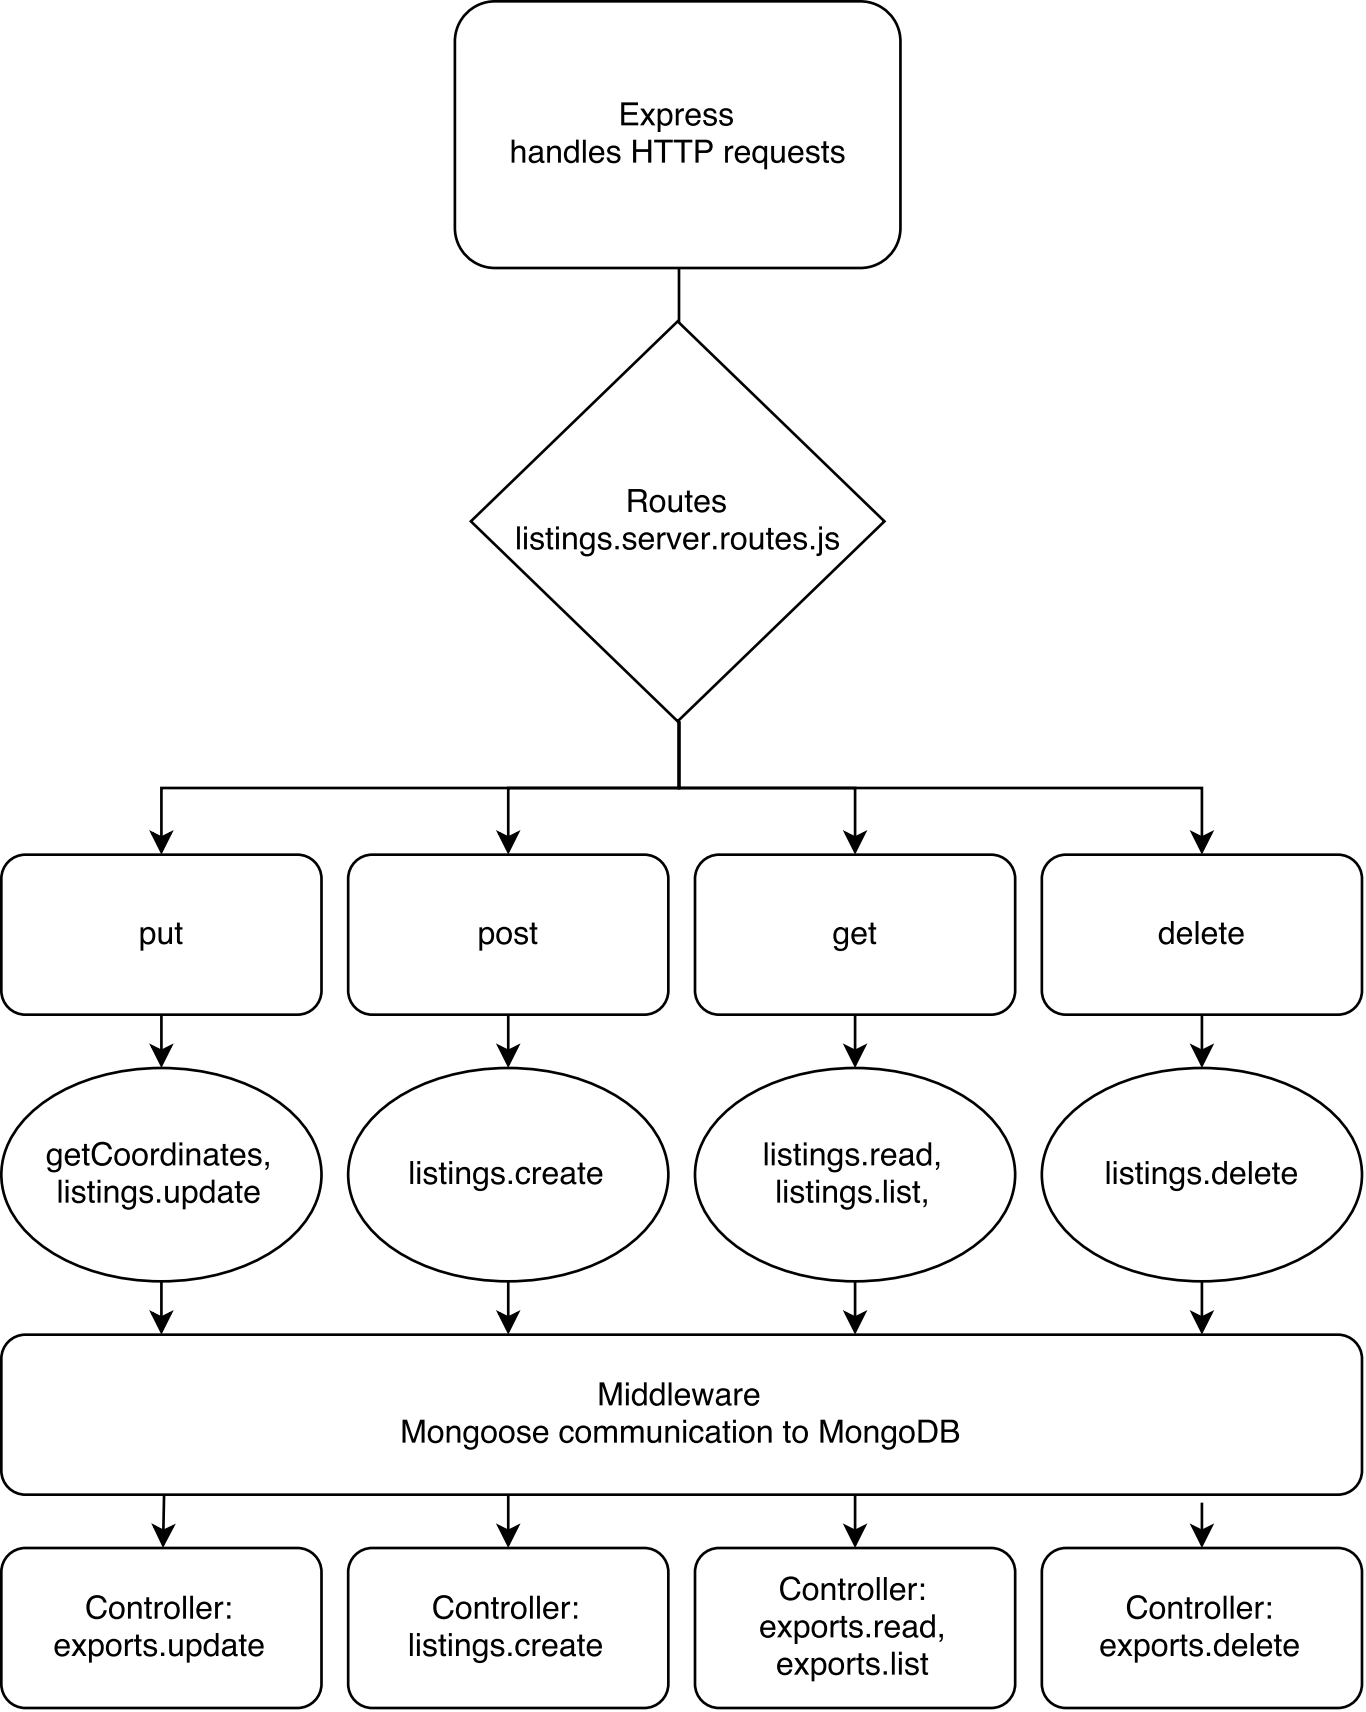 Express
handles HTTP requests
Routes
listings.server.routes.js
put
post
get
delete
getCoordinates,
listings.update
listings.create
listings.read,
listings.list,
listings.delete
Middleware
Mongoose communication to MongoDB
Controller:
exports.update
Controller:
listings.create
Controller:
exports.read,
exports.list
Controller:
exports.delete